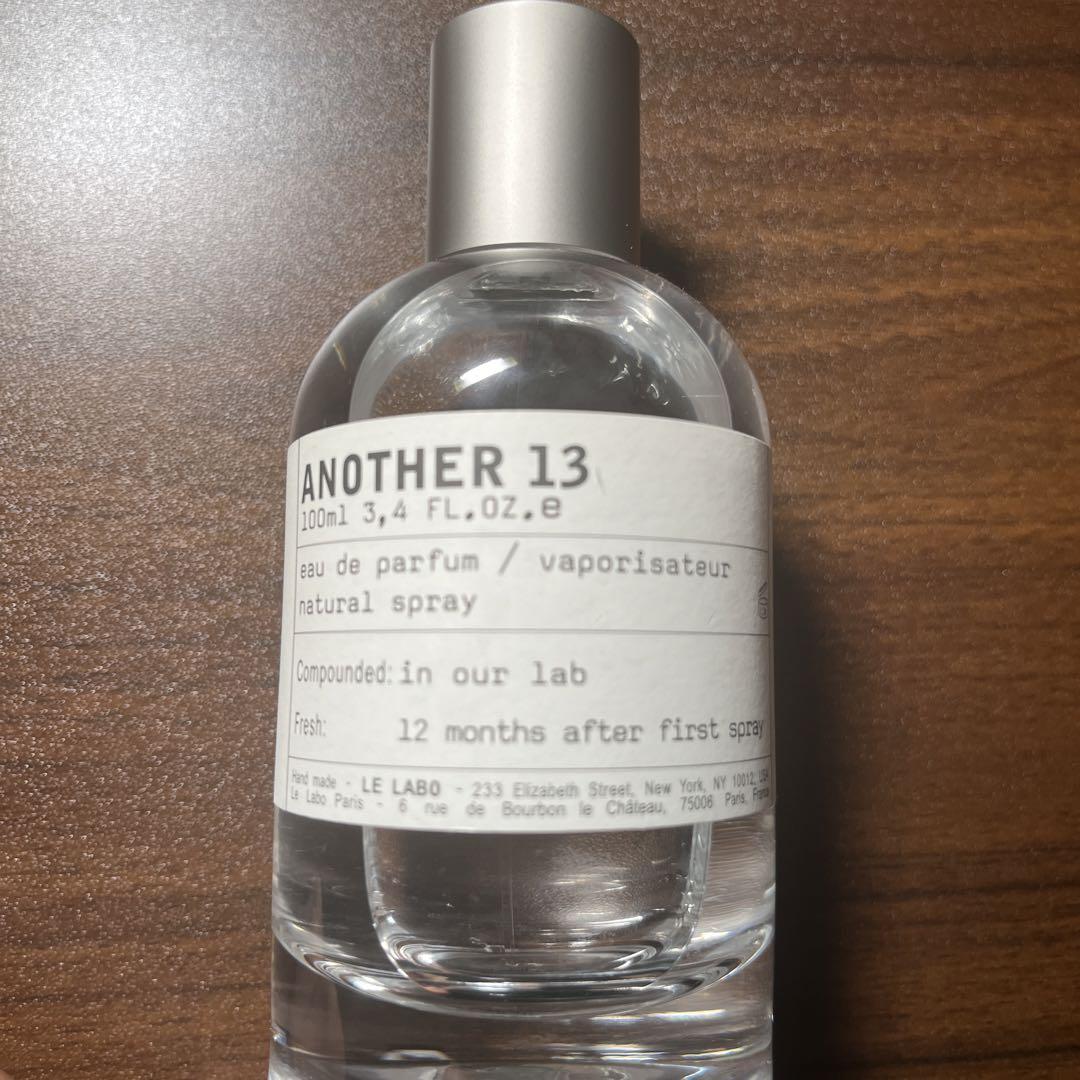 ANOTHER 13
100ml 3,4 FL.OZ.e
eau de parfum / vaporisateur
natural spray
Compounded: in our lab
Fresh: 12 months after first spray
Hand made - LE LABO - 233 Elizabeth Street, New York, NY 10012, USA
Le Labo Paris - 6 rue de Bourbon le Château, 75006 Paris, France